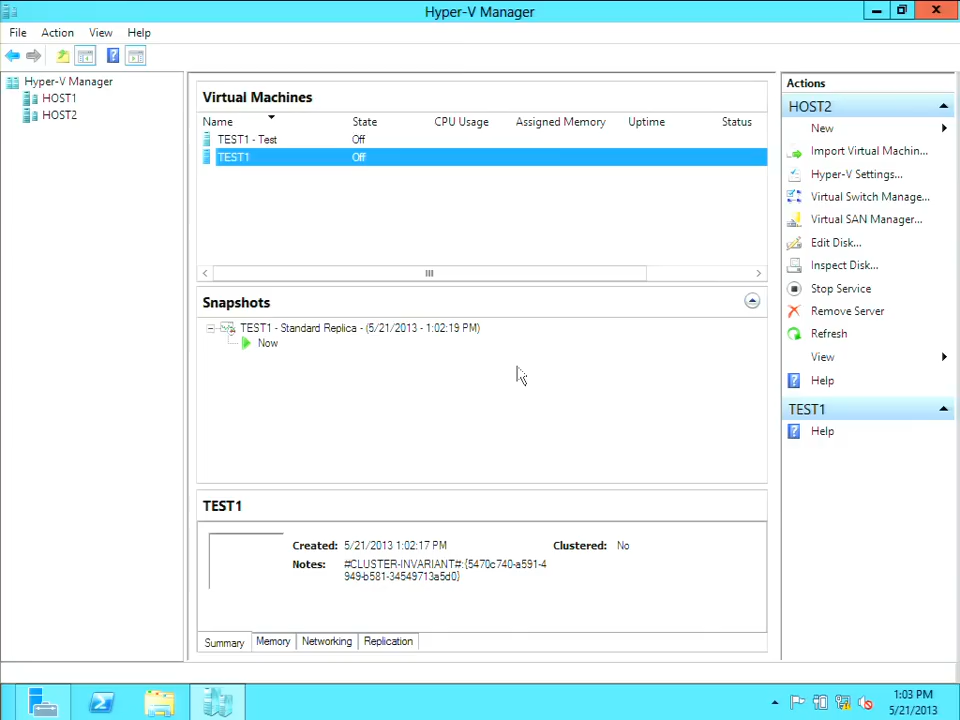 Hyper-V Manager
File Action View Help
Hyper-V Manager
HOST1
HOST2
Virtual Machines
Name State CPU Usage Assigned Memory Uptime Status
TEST1 - Test Off
TEST1 Off
Snapshots
TEST1 - Standard Replica - (5/21/2013 - 1:02:19 PM)
Now
TEST1
Created: 5/21/2013 1:02:17 PM Clustered: No
Notes: #CLUSTER-INVARIANT#:{5470c740-a591-4
949-b581-34549713a5d0}
Summary Memory Networking Replication
Actions
HOST2
New
Import Virtual Machin...
Hyper-V Settings...
Virtual Switch Manage...
Virtual SAN Manager...
Edit Disk...
Inspect Disk...
Stop Service
Remove Server
Refresh
View
Help
TEST1
Help
1:03 PM
5/21/2013